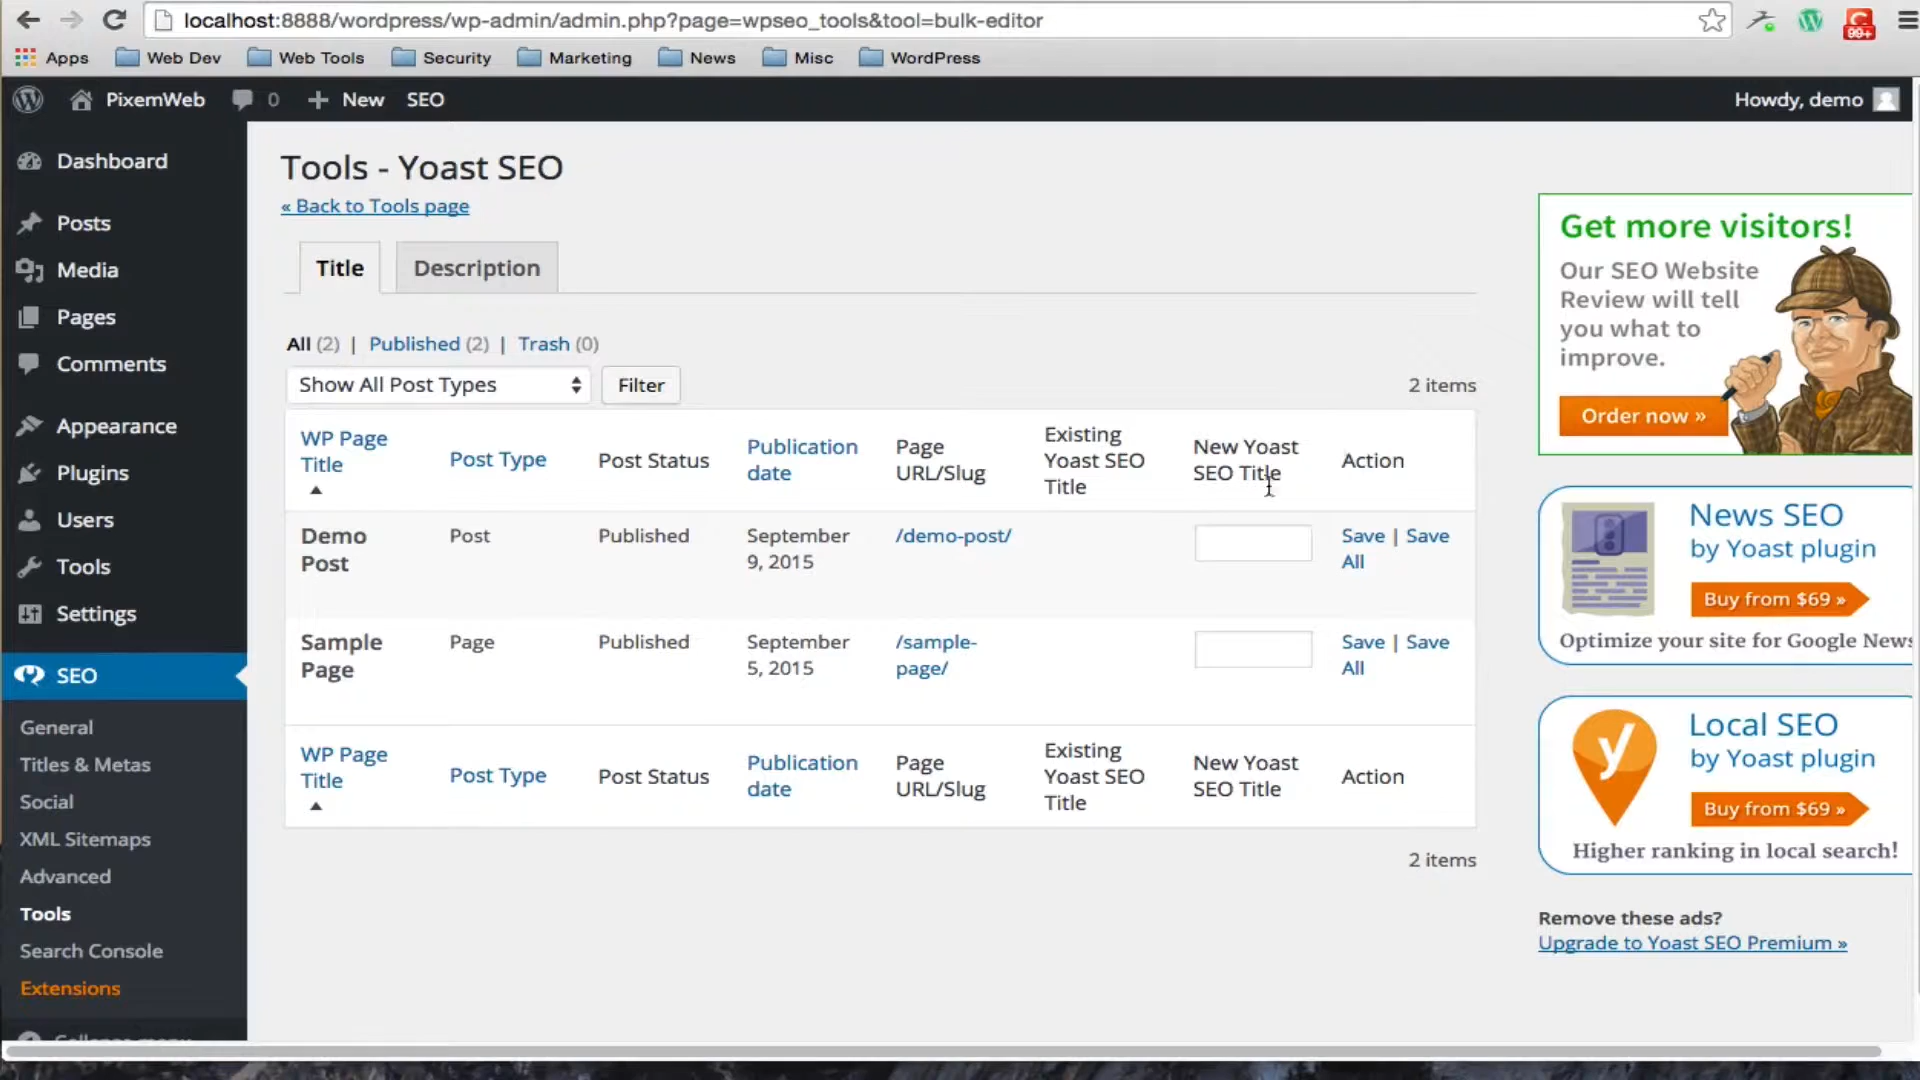 localhost:8888/wordpress/wp-admin/admin.php?page=wpseo_tools&tool=bulk-editor
99+
Apps Web Dev Web Tools Security Marketing News Misc WordPress
PixemWeb 0 + New SEO
Howdy, demo
Dashboard
Posts
Media
Pages
Comments
Appearance
Plugins
Users
Tools
Settings
SEO
General
Titles & Metas
Social
XML Sitemaps
Advanced
Tools
Search Console
Extensions
Tools - Yoast SEO
« Back to Tools page
Title Description
All (2) | Published (2) | Trash (0)
Show All Post Types Filter
2 items
WP Page Title Post Type Post Status Publication date Page URL/Slug Existing Yoast SEO Title New Yoast SEO Title Action
Demo Post Post Published September 9, 2015 /demo-post/ Save | Save All
Sample Page Page Published September 5, 2015 /sample-page/ Save | Save All
WP Page Title Post Type Post Status Publication date Page URL/Slug Existing Yoast SEO Title New Yoast SEO Title Action
2 items
Get more visitors!
Our SEO Website
Review will tell
you what to
improve.
Order now »
News SEO
by Yoast plugin
Buy from $69 »
Optimize your site for Google News
Local SEO
by Yoast plugin
Buy from $69 »
Higher ranking in local search!
Remove these ads?
Upgrade to Yoast SEO Premium »